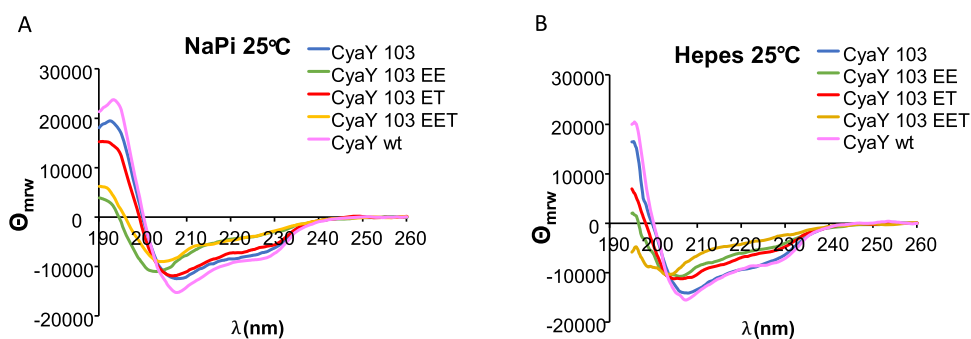 A
NaPi 25°C
CyaY 103
CyaY 103 EE
CyaY 103 ET
CyaY 103 EET
CyaY wt
30000
20000
10000
0
-10000
-20000
190 200 210 220 230 240 250 260
Θmrw
λ(nm)
B
Hepes 25°C
CyaY 103
CyaY 103 EE
CyaY 103 ET
CyaY 103 EET
CyaY wt
30000
20000
10000
0
-10000
-20000
190 200 210 220 230 240 250 260
Θmrw
λ(nm)